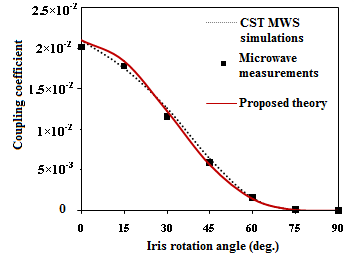 2.5×10⁻²
2×10⁻²
1.5×10⁻²
1×10⁻²
5×10⁻³
0
Coupling coefficient
CST MWS
simulations
Microwave
measurements
Proposed theory
0 15 30 45 60 75 90
Iris rotation angle (deg.)